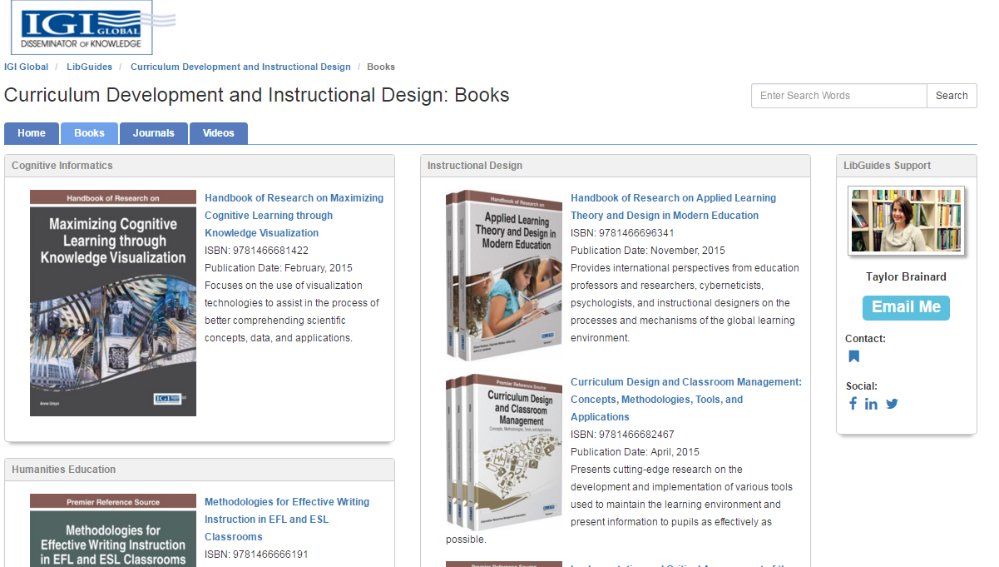 IGI GLOBAL
DISSEMINATOR OF KNOWLEDGE
IGI Global / LibGuides / Curriculum Development and Instructional Design / Books
Curriculum Development and Instructional Design: Books
Enter Search Words Search
Home Books Journals Videos
Cognitive Informatics
Handbook of Research on
Maximizing Cognitive
Learning through
Knowledge Visualization
Anna Ursyn
IGI
Handbook of Research on Maximizing
Cognitive Learning through
Knowledge Visualization
ISBN: 9781466681422
Publication Date: February, 2015
Focuses on the use of visualization
technologies to assist in the process of
better comprehending scientific
concepts, data, and applications.
Humanities Education
Premier Reference Source
Methodologies for
Effective Writing Instruction
in EFL and ESL Classrooms
Methodologies for Effective Writing
Instruction in EFL and ESL
Classrooms
ISBN: 9781466666191
Instructional Design
Handbook of Research on
Applied Learning
Theory and Design in
Modern Education
Handbook of Research on Applied Learning
Theory and Design in Modern Education
ISBN: 9781466696341
Publication Date: November, 2015
Provides international perspectives from education
professors and researchers, cyberneticists,
psychologists, and instructional designers on the
processes and mechanisms of the global learning
environment.
Premier Reference Source
Curriculum Design
and Classroom
Management
Concepts, Methodologies, Tools, and Applications
Curriculum Design and Classroom Management:
Concepts, Methodologies, Tools, and
Applications
ISBN: 9781466682467
Publication Date: April, 2015
Presents cutting-edge research on the
development and implementation of various tools
used to maintain the learning environment and
present information to pupils as effectively as
possible.
Premier Reference Source
LibGuides Support
Taylor Brainard
Email Me
Contact:
Social: